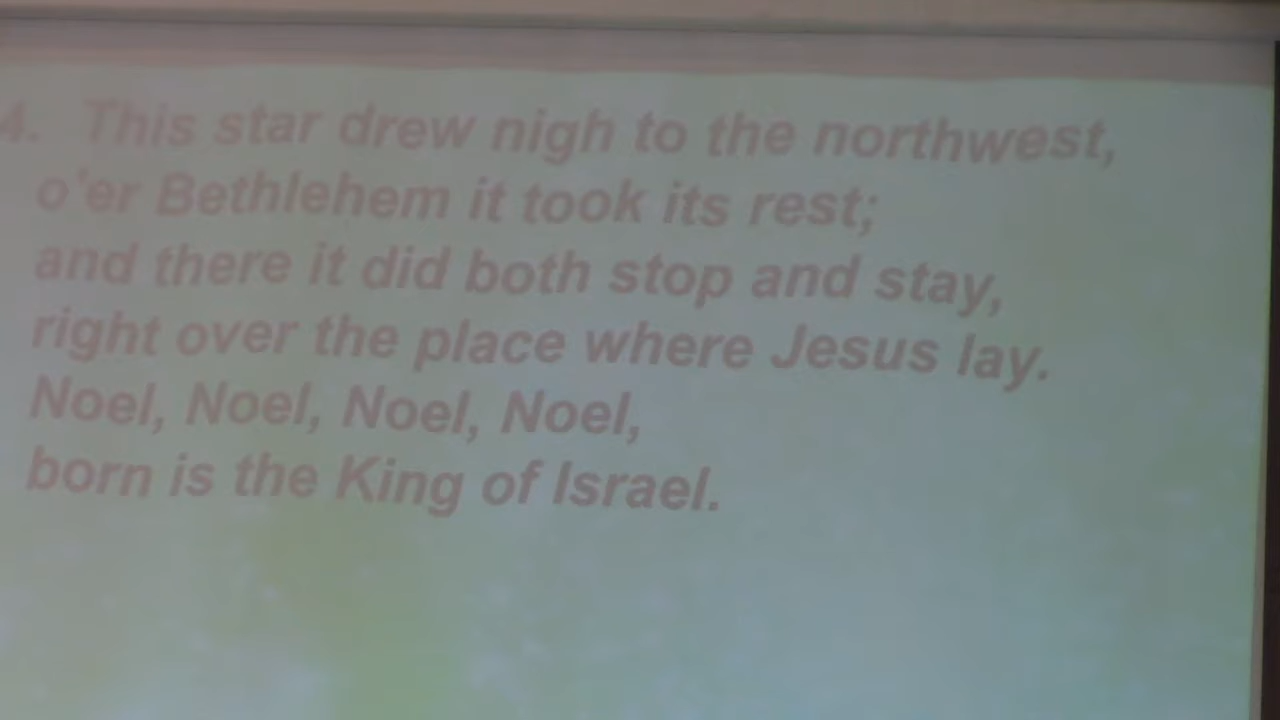 4. This star drew nigh to the northwest,
o'er Bethlehem it took its rest;
and there it did both stop and stay,
right over the place where Jesus lay.
Noel, Noel, Noel, Noel,
born is the King of Israel.